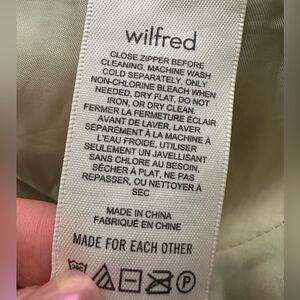 wilfred
CLOSE ZIPPER BEFORE
CLEANING, MACHINE WASH
COLD SEPARATELY, ONLY
NON-CHLORINE BLEACH WHEN
NEEDED, DRY FLAT, DO NOT
IRON, OR DRY CLEAN.
FERMER LA FERMETURE ÉCLAIR
AVANT DE LAVER, LAVER
SÉPARÉMENT À LA MACHINE À
L'EAU FROIDE, UTILISER
SEULEMENT UN JAVELLISANT
SANS CHLORE AU BESOIN,
SÉCHER À PLAT, NE PAS
REPASSER, OU NETTOYER À
SEC
MADE IN CHINA
FABRIQUÉ EN CHINE
MADE FOR EACH OTHER
P